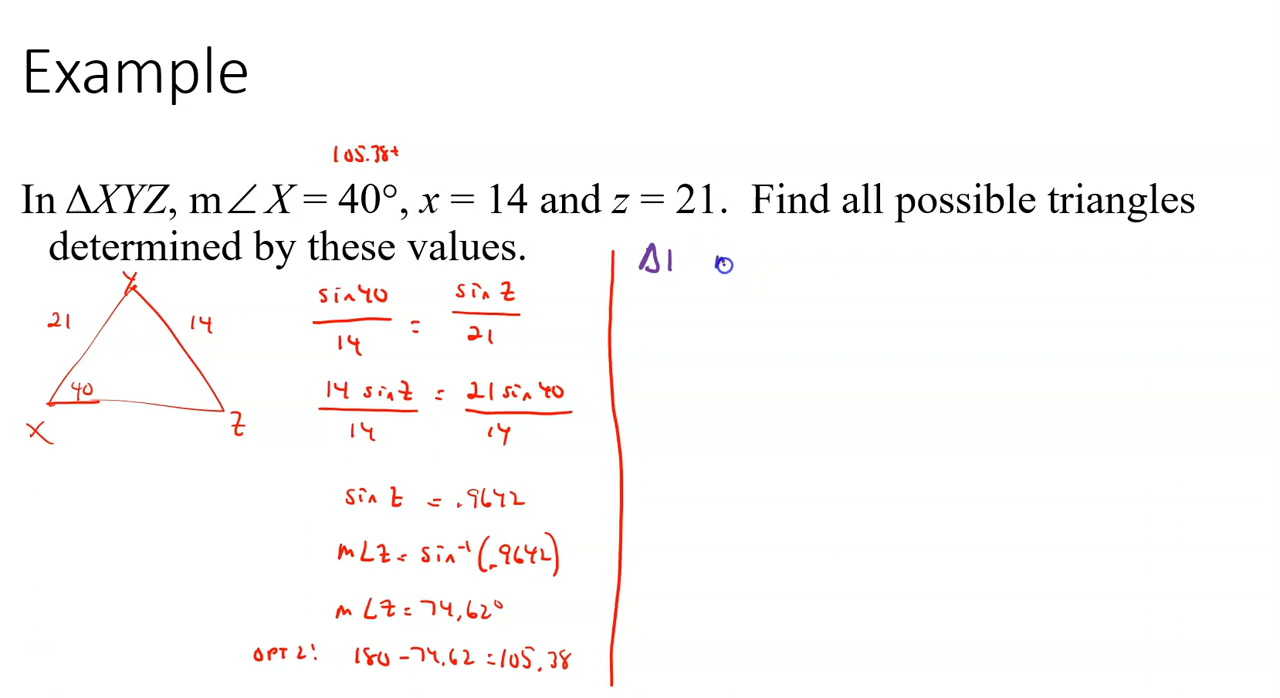 Example
105.38+
In ΔXYZ, m∠X = 40°, x = 14 and z = 21. Find all possible triangles
determined by these values.
Y
21
14
40
X
Z
sin 40 / 14 = sin Z / 21
14 sin Z / 14 = 21 sin 40 / 14
sin Z = .9642
m∠Z = sin⁻¹(.9642)
m∠Z = 74.62°
OPT 2: 180 - 74.62 = 105.38
Δ1